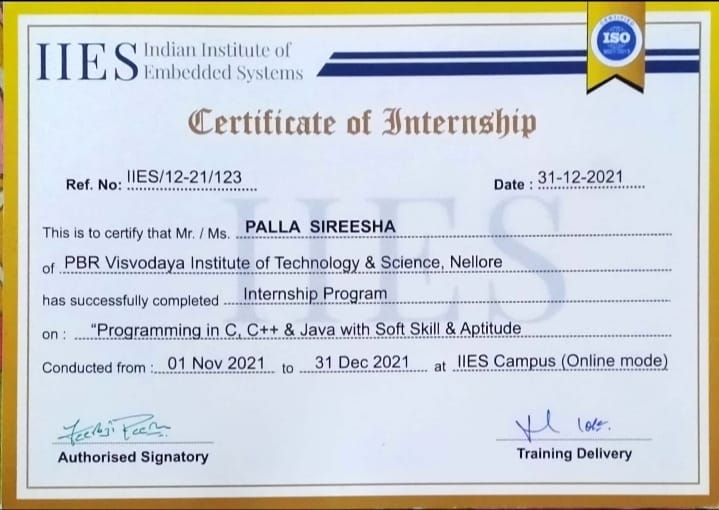 IIES Indian Institute of
Embedded Systems
CERTIFIED
ISO
Certificate of Internship
Ref. No: IIES/12-21/123
Date : 31-12-2021
This is to certify that Mr. / Ms. PALLA SIREESHA
of PBR Visvodaya Institute of Technology & Science, Nellore
has successfully completed Internship Program
on : "Programming in C, C++ & Java with Soft Skill & Aptitude
Conducted from : 01 Nov 2021 to 31 Dec 2021 at IIES Campus (Online mode)
Authorised Signatory
Training Delivery
IIES